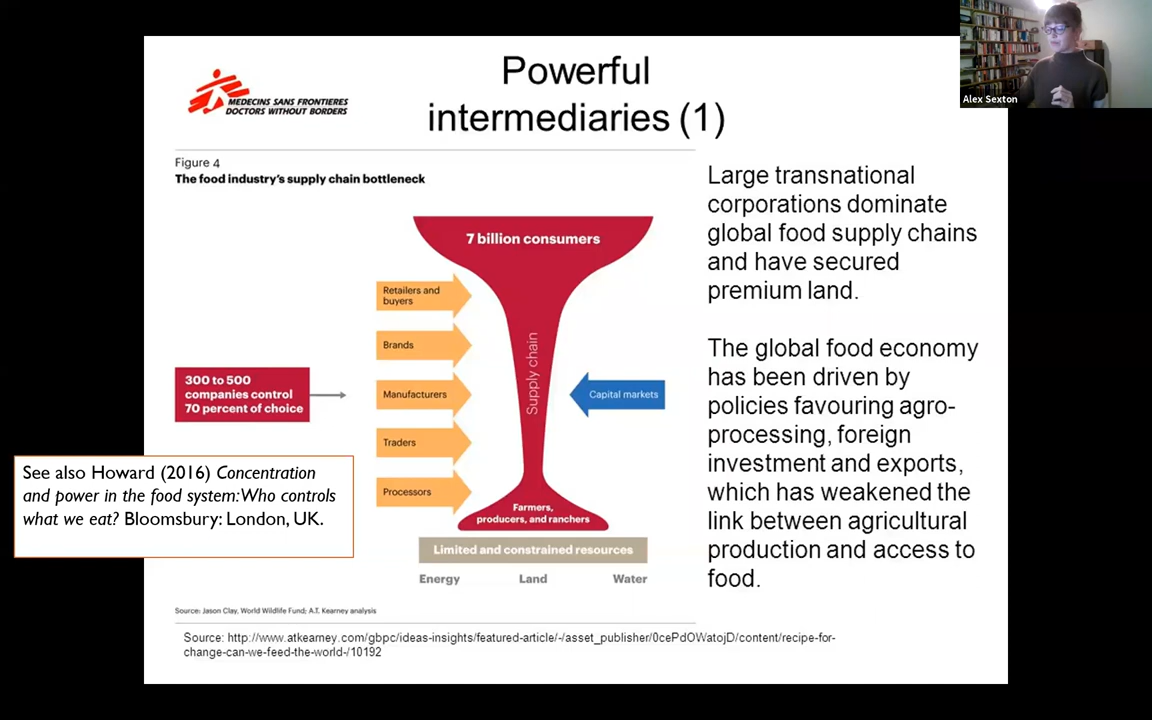 Powerful
intermediaries (1)
MEDECINS SANS FRONTIERES
DOCTORS WITHOUT BORDERS
Alex Sexton
Figure 4
The food industry's supply chain bottleneck
7 billion consumers
Retailers and
buyers
Brands
Manufacturers
Traders
Processors
Supply chain
Capital markets
300 to 500
companies control
70 percent of choice
Farmers,
producers, and ranchers
Limited and constrained resources
Energy
Land
Water
Source: Jason Clay, World Wildlife Fund; A.T. Kearney analysis
Large transnational
corporations dominate
global food supply chains
and have secured
premium land.
The global food economy
has been driven by
policies favouring agro-
processing, foreign
investment and exports,
which has weakened the
link between agricultural
production and access to
food.
See also Howard (2016) Concentration
and power in the food system:Who controls
what we eat? Bloomsbury: London, UK.
Source: http://www.atkearney.com/gbpc/ideas-insights/featured-article/-/asset_publisher/0cePdOWatojD/content/recipe-for-
change-can-we-feed-the-world-/10192